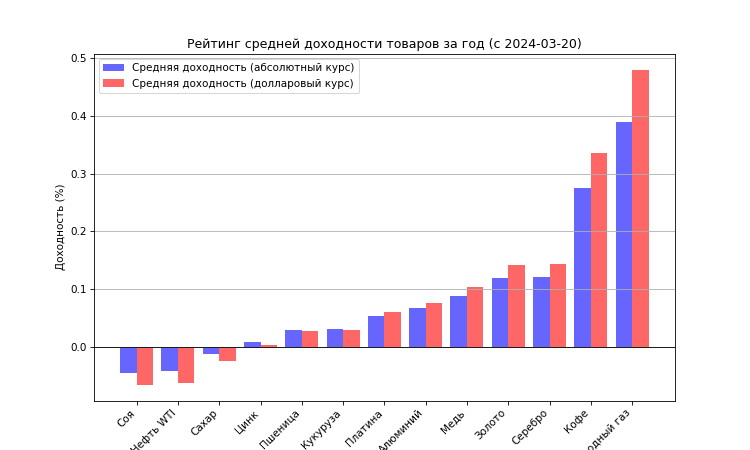 Рейтинг средней доходности товаров за год (с 2024-03-20)
Средняя доходность (абсолютный курс)
Средняя доходность (долларовый курс)
Доходность (%)
0.5
0.4
0.3
0.2
0.1
0.0
Соя
Нефть WTI
Сахар
Цинк
Пшеница
Кукуруза
Платина
Алюминий
Медь
Золото
Серебро
Кофе
газ